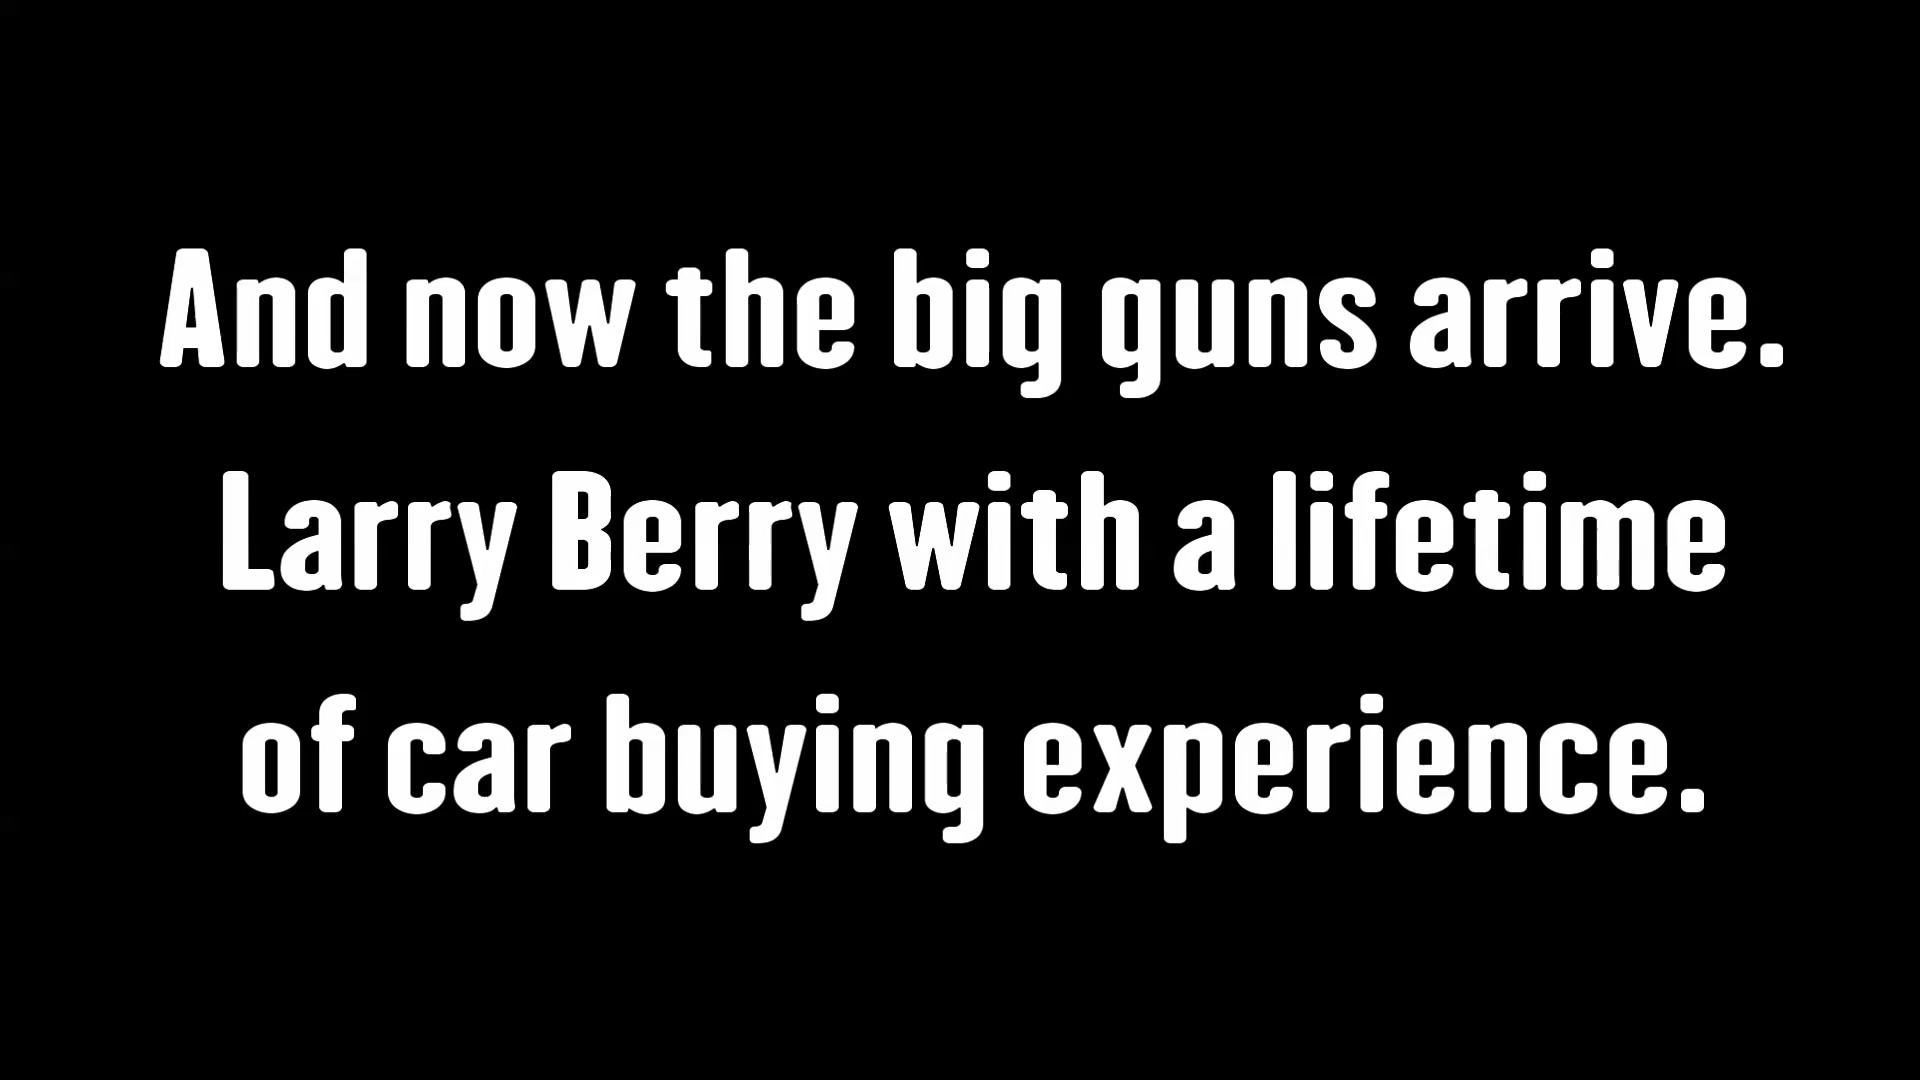 And now the big guns arrive.
Larry Berry with a lifetime
of car buying experience.